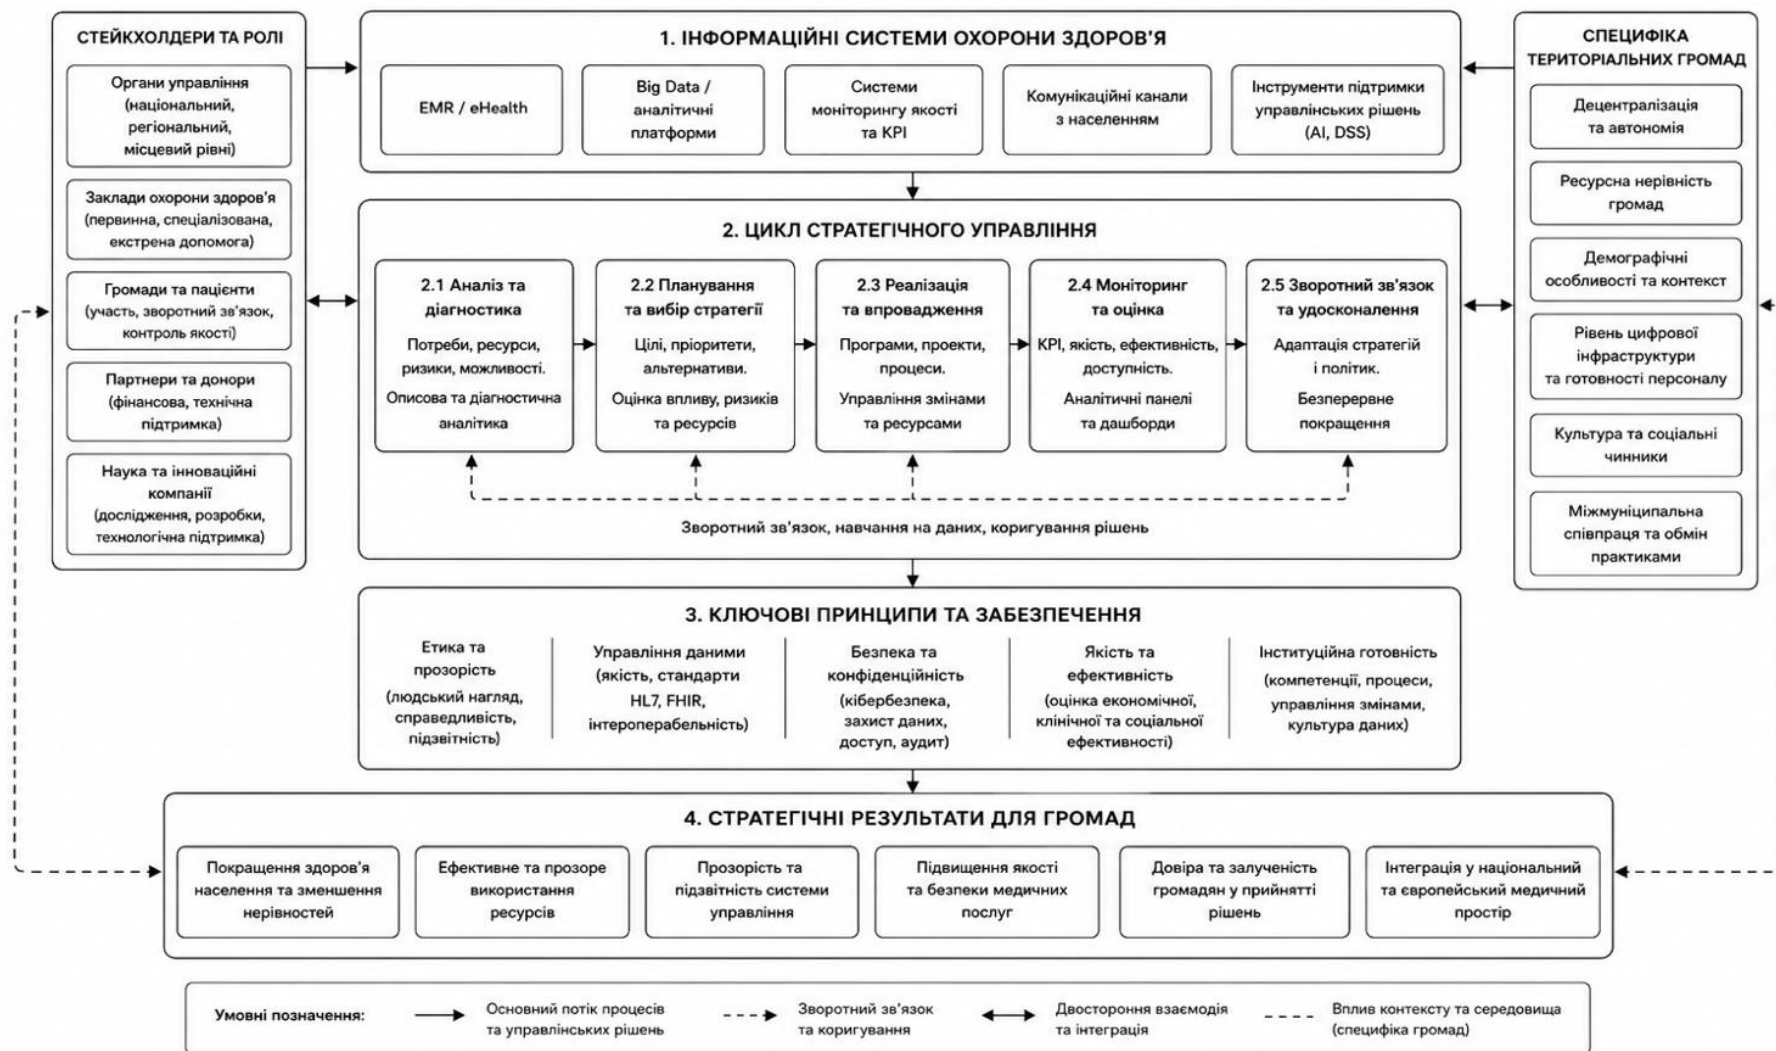 СТЕЙКХОЛДЕРИ ТА РОЛІ
Органи управління
(національний,
регіональний,
місцевий рівні)
Заклади охорони здоров'я
(первинна, спеціалізована,
екстрена допомога)
Громади та пацієнти
(участь, зворотний зв'язок,
контроль якості)
Партнери та донори
(фінансова, технічна
підтримка)
Наука та інноваційні
компанії
(дослідження, розробки,
технологічна підтримка)
1. ІНФОРМАЦІЙНІ СИСТЕМИ ОХОРОНИ ЗДОРОВ'Я
EMR / eHealth
Big Data /
аналітичні
платформи
Системи
моніторингу якості
та KPI
Комунікаційні канали
з населенням
Інструменти підтримки
управлінських рішень
(AI, DSS)
2. ЦИКЛ СТРАТЕГІЧНОГО УПРАВЛІННЯ
2.1 Аналіз та
діагностика
Потреби, ресурси,
ризики, можливості.
Описова та діагностична
аналітика
2.2 Планування
та вибір стратегії
Цілі, пріоритети,
альтернативи.
Оцінка впливу, ризиків
та ресурсів
2.3 Реалізація
та впровадження
Програми, проекти,
процеси.
Управління змінами
та ресурсами
2.4 Моніторинг
та оцінка
KPI, якість, ефективність,
доступність.
Аналітичні панелі
та дашборди
2.5 Зворотний зв'язок
та удосконалення
Адаптація стратегій
і політик.
Безперервне
покращення
Зворотний зв'язок, навчання на даних, коригування рішень
3. КЛЮЧОВІ ПРИНЦИПИ ТА ЗАБЕЗПЕЧЕННЯ
Етика та
прозорість
(людський нагляд,
справедливість,
підзвітність)
Управління даними
(якість, стандарти
HL7, FHIR,
інтероперабельність)
Безпека та
конфіденційність
(кібербезпека,
захист даних,
доступ, аудит)
Якість та
ефективність
(оцінка економічної,
клінічної та соціальної
ефективності)
Інституційна готовність
(компетенції, процеси,
управління змінами,
культура даних)
4. СТРАТЕГІЧНІ РЕЗУЛЬТАТИ ДЛЯ ГРОМАД
Покращення здоров'я
населення та зменшення
нерівностей
Ефективне та прозоре
використання
ресурсів
Прозорість та
підзвітність системи
управління
Підвищення якості
та безпеки медичних
послуг
Довіра та залученість
громадян у прийнятті
рішень
Інтеграція у національний
та європейський медичний
простір
СПЕЦИФІКА
ТЕРИТОРІАЛЬНИХ ГРОМАД
Децентралізація
та автономія
Ресурсна нерівність
громад
Демографічні
особливості та контекст
Рівень цифрової
інфраструктури
та готовності персоналу
Культура та соціальні
чинники
Міжмуніципальна
співпраця та обмін
практиками
Умовні позначення:
Основний потік процесів
та управлінських рішень
Зворотний зв'язок
та коригування
Двостороння взаємодія
та інтеграція
Вплив контексту та середовища
(специфіка громад)